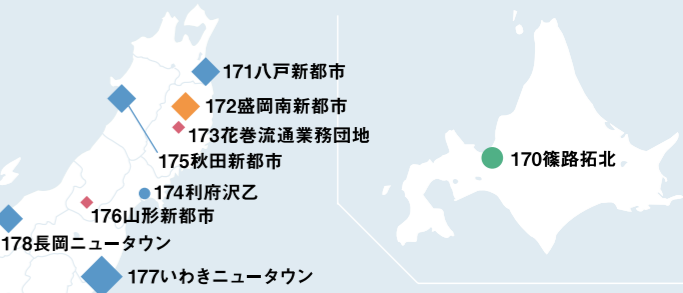 171八戸新都市
172盛岡南新都市
173花巻流通業務団地
175秋田新都市
174利府沢乙
176山形新都市
178長岡ニュータウン
177いわきニュータウン
170篠路拓北